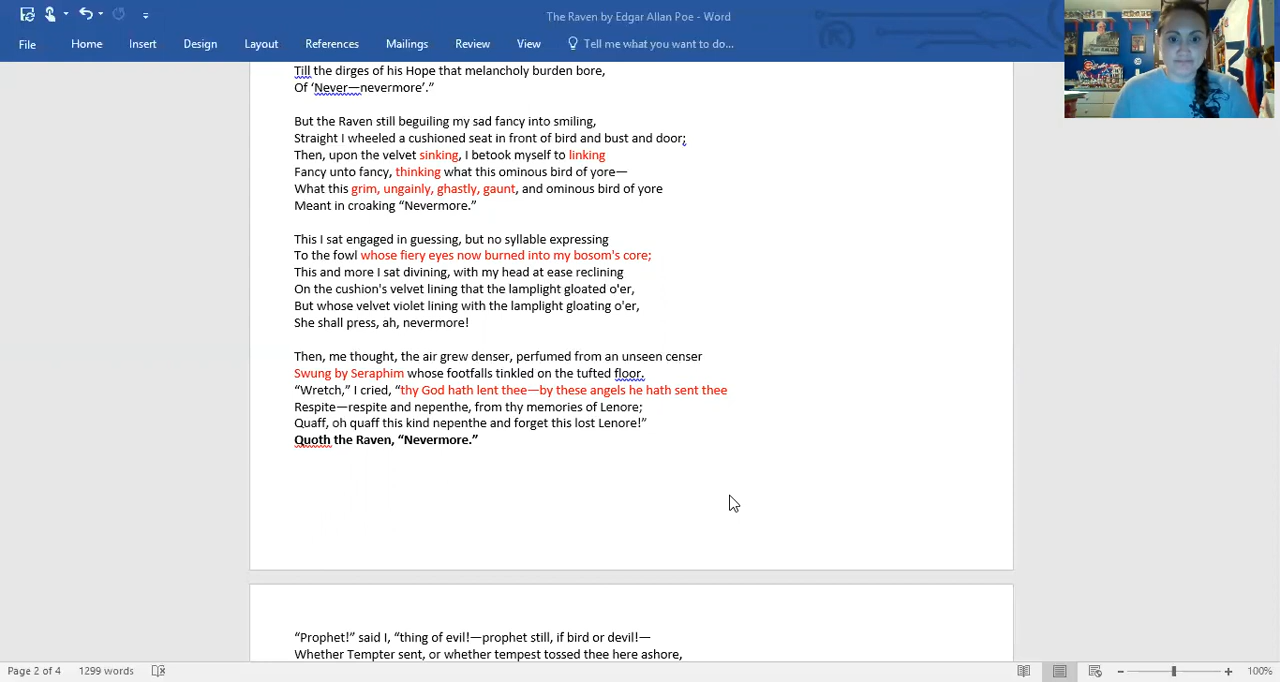 The Raven by Edgar Allan Poe - Word
File Home Insert Design Layout References Mailings Review View Tell me what you want to do...
Till the dirges of his Hope that melancholy burden bore,
Of ‘Never—nevermore’.”
But the Raven still beguiling my sad fancy into smiling,
Straight I wheeled a cushioned seat in front of bird and bust and door;
Then, upon the velvet sinking, I betook myself to linking
Fancy unto fancy, thinking what this ominous bird of yore—
What this grim, ungainly, ghastly, gaunt, and ominous bird of yore
Meant in croaking “Nevermore.”
This I sat engaged in guessing, but no syllable expressing
To the fowl whose fiery eyes now burned into my bosom's core;
This and more I sat divining, with my head at ease reclining
On the cushion's velvet lining that the lamplight gloated o'er,
But whose velvet violet lining with the lamplight gloating o'er,
She shall press, ah, nevermore!
Then, me thought, the air grew denser, perfumed from an unseen censer
Swung by Seraphim whose footfalls tinkled on the tufted floor.
“Wretch,” I cried, “thy God hath lent thee—by these angels he hath sent thee
Respite—respite and nepenthe, from thy memories of Lenore;
Quaff, oh quaff this kind nepenthe and forget this lost Lenore!”
Quoth the Raven, “Nevermore.”
“Prophet!” said I, “thing of evil!—prophet still, if bird or devil!—
Whether Tempter sent, or whether tempest tossed thee here ashore,
Page 2 of 4 1299 words 100%